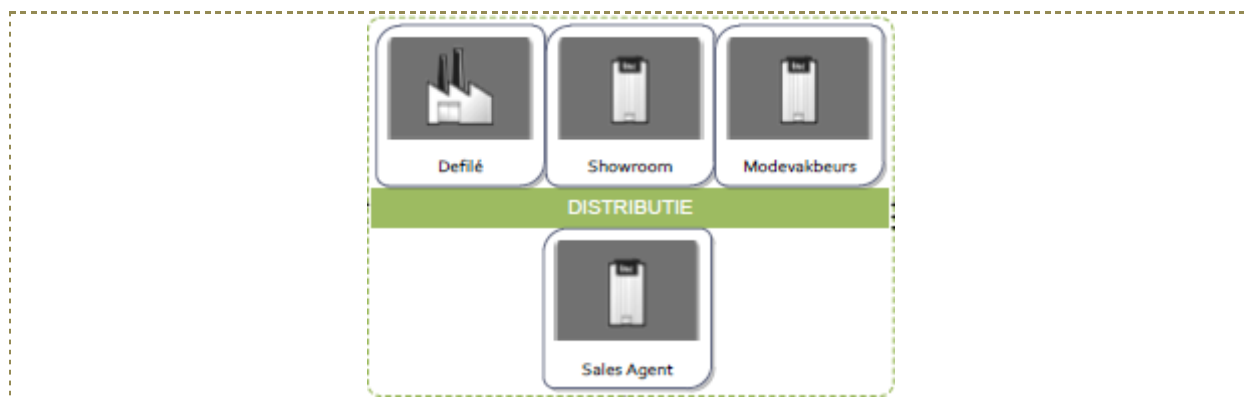 Defilé
Showroom
Modevakbeurs
DISTRIBUTIE
Sales Agent